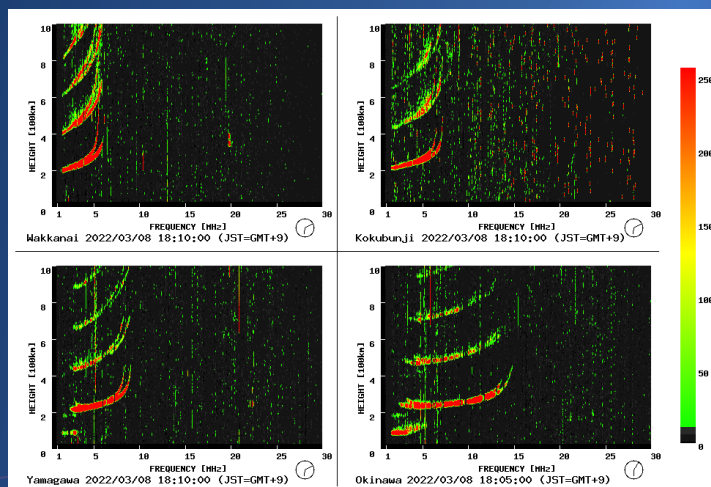 10
8
6
4
2
0
HEIGHT [100km]
1 5 10 15 20 25 30
FREQUENCY [MHz]
Wakkanai 2022/03/08 18:10:00 (JST=GMT+9)
10
8
6
4
2
0
HEIGHT [100km]
1 5 10 15 20 25 30
FREQUENCY [MHz]
Kokubunji 2022/03/08 18:10:00 (JST=GMT+9)
250
200
150
100
50
0
10
8
6
4
2
0
HEIGHT [100km]
1 5 10 15 20 25 30
FREQUENCY [MHz]
Yamagawa 2022/03/08 18:10:00 (JST=GMT+9)
10
8
6
4
2
0
HEIGHT [100km]
1 5 10 15 20 25 30
FREQUENCY [MHz]
Okinawa 2022/03/08 18:05:00 (JST=GMT+9)